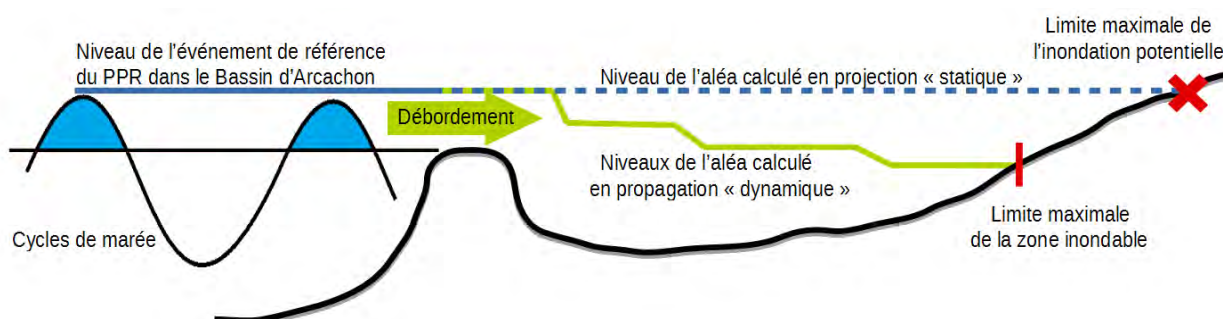 Niveau de l'événement de référence
du PPR dans le Bassin d'Arcachon
Niveau de l'aléa calculé en projection « statique »
Limite maximale de
l'inondation potentielle
Débordement
Niveaux de l'aléa calculé
en propagation « dynamique »
Cycles de marée
Limite maximale
de la zone inondable